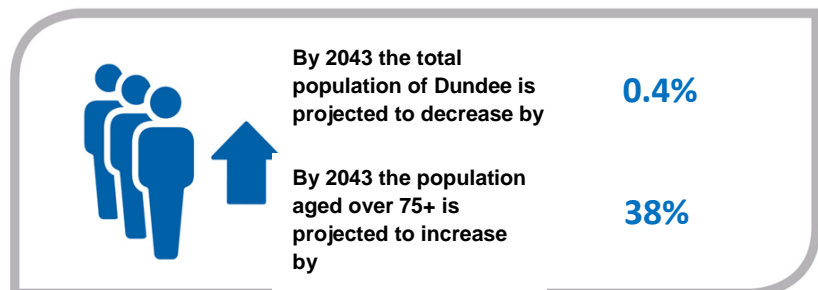 By 2043 the total
population of Dundee is
projected to decrease by
0.4%
By 2043 the population
aged over 75+ is
projected to increase
by
38%